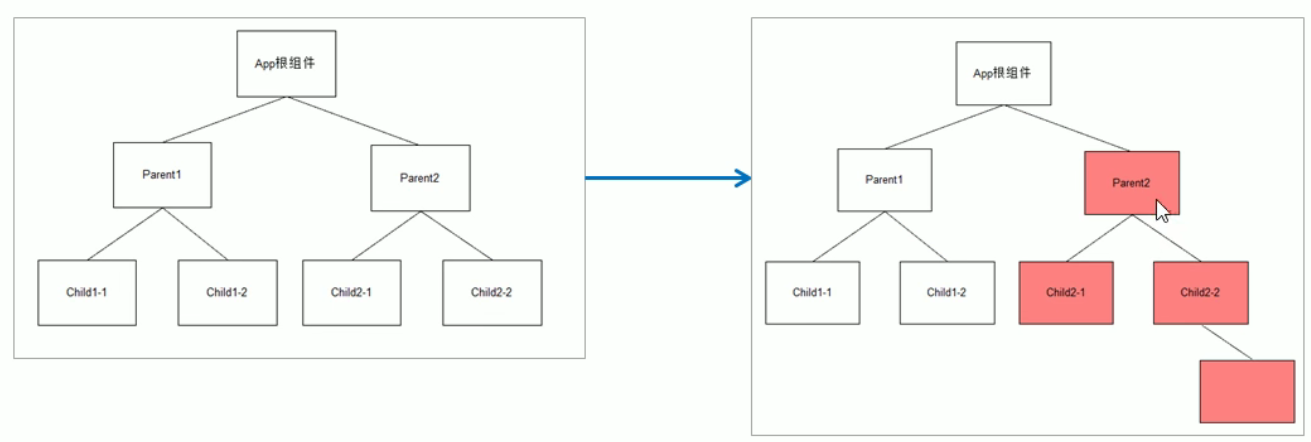 App根组件
Parent1
Parent2
Child1-1
Child1-2
Child2-1
Child2-2
App根组件
Parent1
Parent2
Child1-1
Child1-2
Child2-1
Child2-2